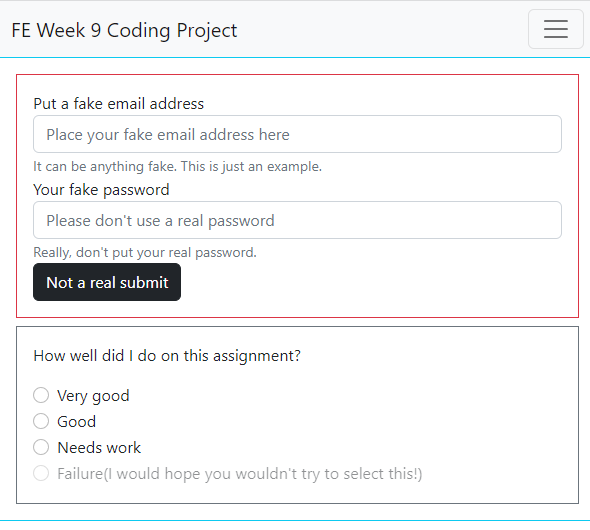 FE Week 9 Coding Project
Put a fake email address
Place your fake email address here
It can be anything fake. This is just an example.
Your fake password
Please don't use a real password
Really, don't put your real password.
Not a real submit
How well did I do on this assignment?
Very good
Good
Needs work
Failure(I would hope you wouldn't try to select this!)